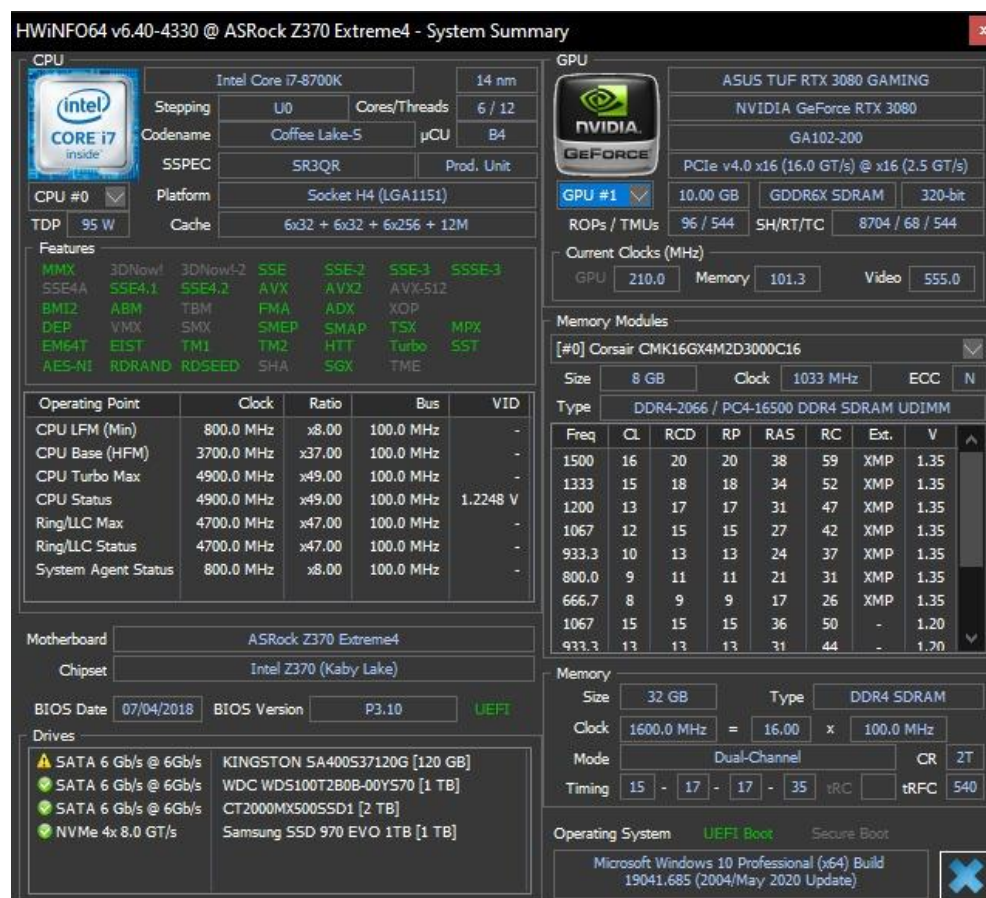 HWiNFO64 v6.40-4330 @ ASRock Z370 Extreme4 - System Summary
CPU
intel CORE i7 inside
Intel Core i7-8700K 14 nm
Stepping U0 Cores/Threads 6 / 12
Codename Coffee Lake-S µCU B4
SSPEC SR3QR Prod. Unit
CPU #0 Platform Socket H4 (LGA1151)
TDP 95 W Cache 6x32 + 6x32 + 6x256 + 12M
Features
MMX 3DNow! 3DNow!-2 SSE SSE-2 SSE-3 SSSE-3
SSE4A SSE4.1 SSE4.2 AVX AVX2 AVX-512
BMI2 ABM TBM FMA ADX XOP
DEP VMX SMX SMEP SMAP TSX MPX
EM64T EIST TM1 TM2 HTT Turbo SST
AES-NI RDRAND RDSEED SHA SGX TME
Operating Point Clock Ratio Bus VID
CPU LFM (Min) 800.0 MHz x8.00 100.0 MHz -
CPU Base (HFM) 3700.0 MHz x37.00 100.0 MHz -
CPU Turbo Max 4900.0 MHz x49.00 100.0 MHz -
CPU Status 4900.0 MHz x49.00 100.0 MHz 1.2248 V
Ring/LLC Max 4700.0 MHz x47.00 100.0 MHz -
Ring/LLC Status 4700.0 MHz x47.00 100.0 MHz -
System Agent Status 800.0 MHz x8.00 100.0 MHz -
Motherboard ASRock Z370 Extreme4
Chipset Intel Z370 (Kaby Lake)
BIOS Date 07/04/2018 BIOS Version P3.10 UEFI
Drives
SATA 6 Gb/s @ 6Gb/s KINGSTON SA400S37120G [120 GB]
SATA 6 Gb/s @ 6Gb/s WDC WDS100T2B0B-00YS70 [1 TB]
SATA 6 Gb/s @ 6Gb/s CT2000MX500SSD1 [2 TB]
NVMe 4x 8.0 GT/s Samsung SSD 970 EVO 1TB [1 TB]
GPU
NVIDIA GEFORCE
ASUS TUF RTX 3080 GAMING
NVIDIA GeForce RTX 3080
GA102-200
PCIe v4.0 x16 (16.0 GT/s) @ x16 (2.5 GT/s)
GPU #1 10.00 GB GDDR6X SDRAM 320-bit
ROPs / TMUs 96 / 544 SH/RT/TC 8704 / 68 / 544
Current Clocks (MHz)
GPU 210.0 Memory 101.3 Video 555.0
Memory Modules
[#0] Corsair CMK16GX4M2D3000C16
Size 8 GB Clock 1033 MHz ECC N
Type DDR4-2066 / PC4-16500 DDR4 SDRAM UDIMM
Freq CL RCD RP RAS RC Ext. V
1500 16 20 20 38 59 XMP 1.35
1333 15 18 18 34 52 XMP 1.35
1200 13 17 17 31 47 XMP 1.35
1067 12 15 15 27 42 XMP 1.35
933.3 10 13 13 24 37 XMP 1.35
800.0 9 11 11 21 31 XMP 1.35
666.7 8 9 9 17 26 XMP 1.35
1067 15 15 15 36 50 - 1.20
933.3 13 13 13 31 44 - 1.20
Memory
Size 32 GB Type DDR4 SDRAM
Clock 1600.0 MHz = 16.00 x 100.0 MHz
Mode Dual-Channel CR 2T
Timing 15 - 17 - 17 - 35 tRC tRFC 540
Operating System UEFI Boot Secure Boot
Microsoft Windows 10 Professional (x64) Build
19041.685 (2004/May 2020 Update)